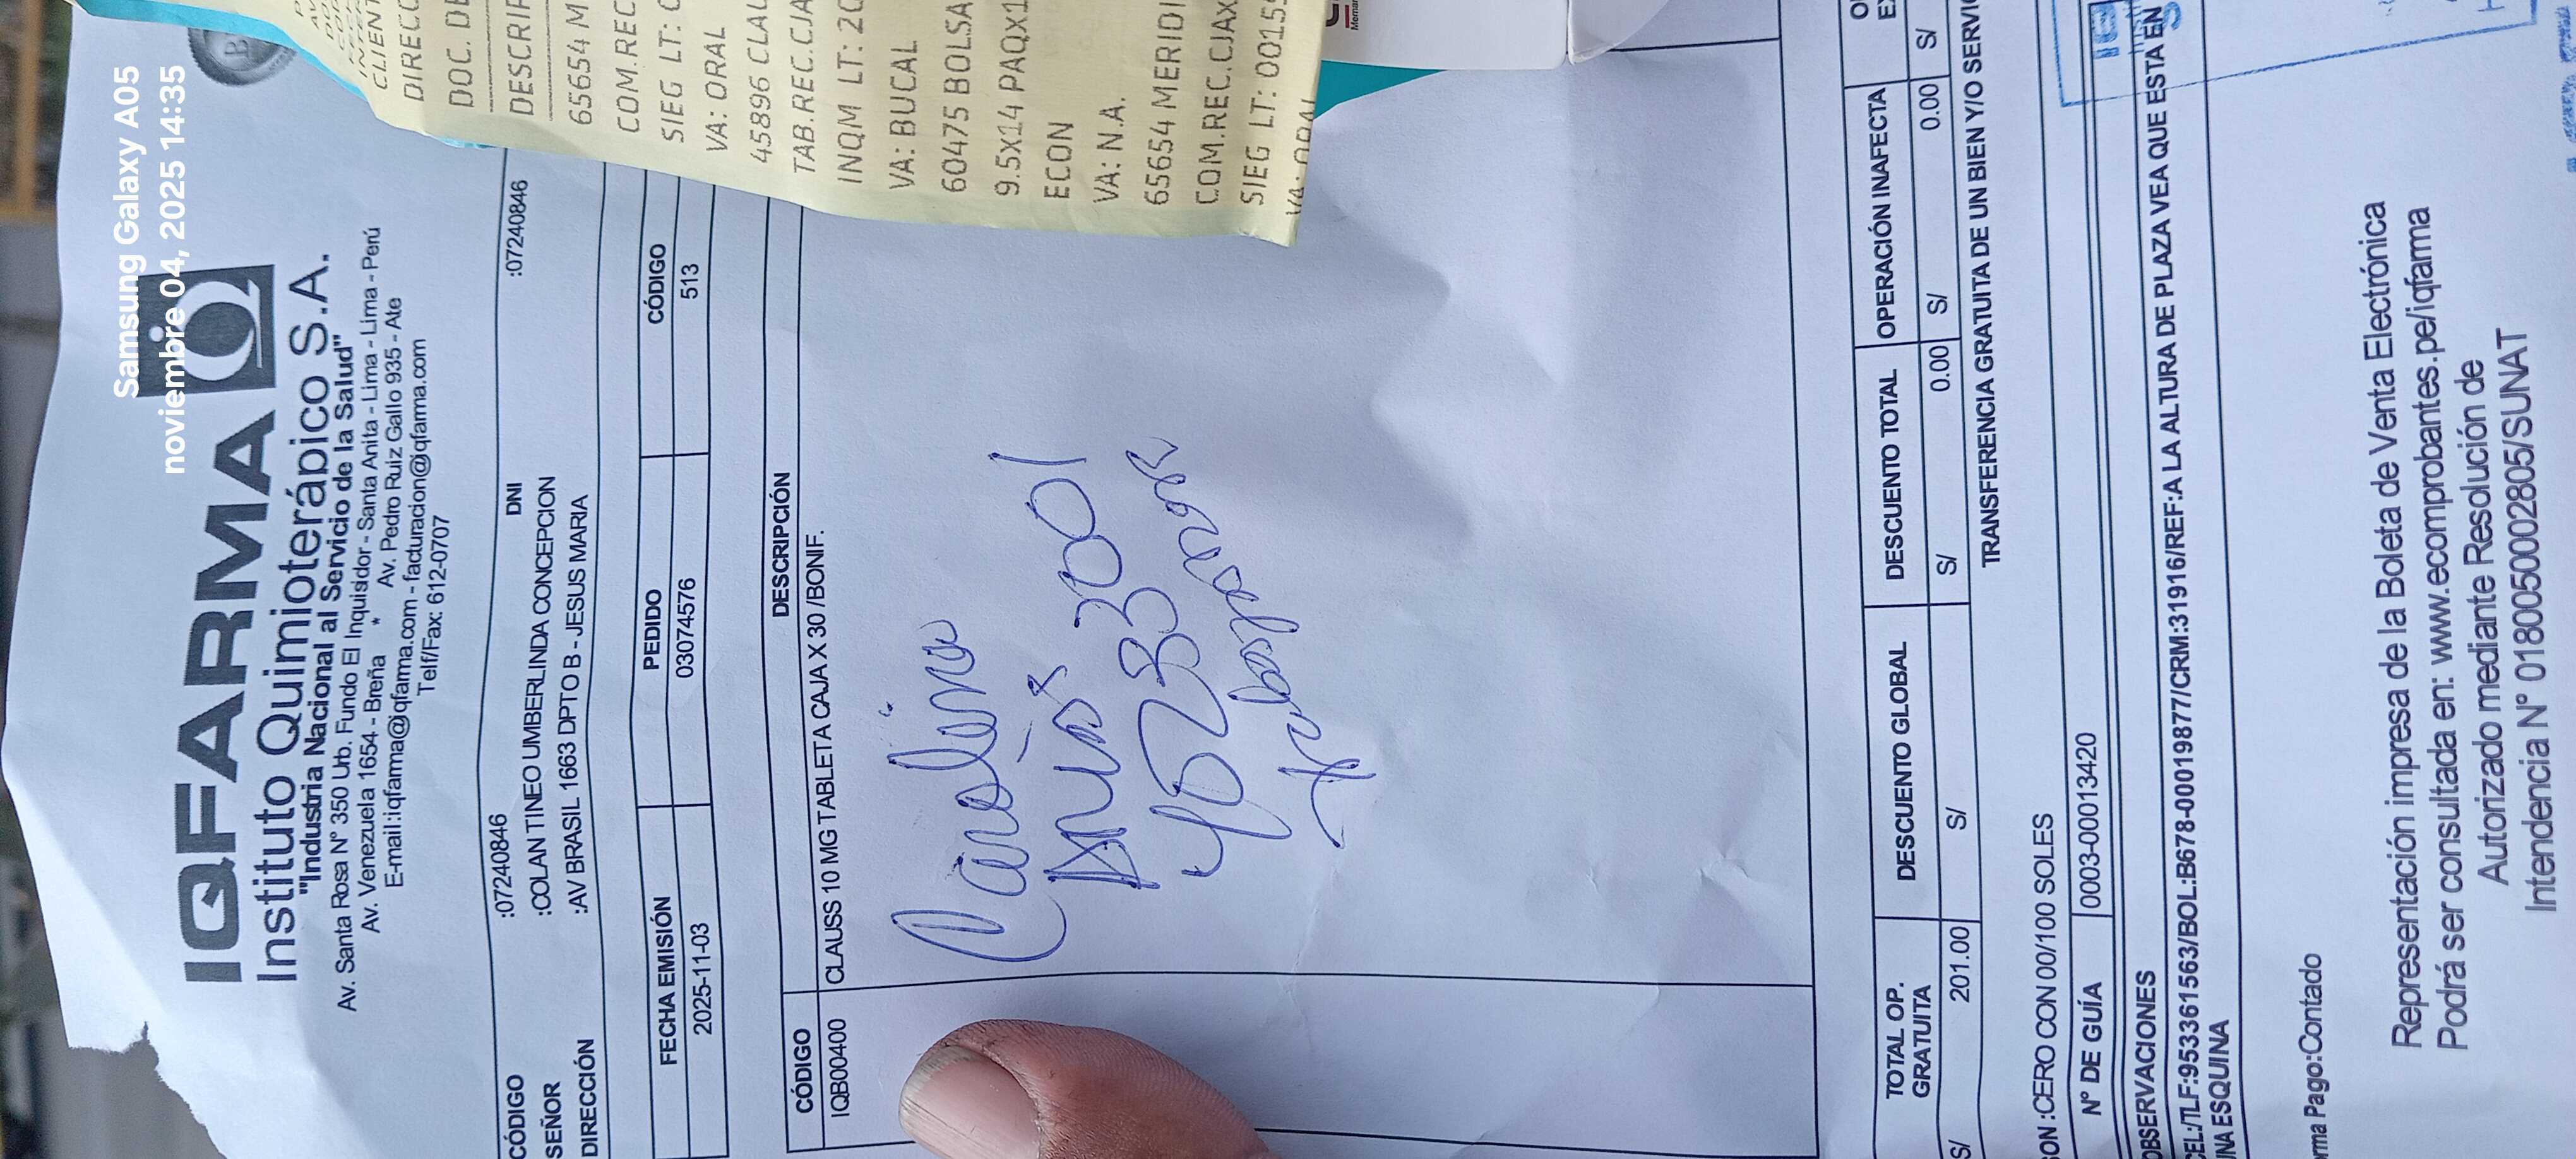 Samsung Galaxy A05
noviembre 04, 2025 14:35
IQFARMA
Instituto Quimioterápico S.A.
"Industria Nacional al Servicio de la Salud"
Av. Santa Rosa N° 350 Urb. Fundo El Inquisidor - Santa Anita - Lima - Lima - Perú
Av. Venezuela 1654 - Breña * Av. Pedro Ruiz Gallo 935 - Ate
E-mail:iqfarma@qfarma.com - facturacion@qfarma.com
Telf/Fax: 612-0707
CÓDIGO :07240846 DNI :07240846
SEÑOR :COLAN TINEO UMBERLINDA CONCEPCION
DIRECCIÓN :AV BRASIL 1663 DPTO B - JESUS MARIA
FECHA EMISIÓN PEDIDO CÓDIGO
2025-11-03 03074576 513
CÓDIGO DESCRIPCIÓN
IQB00400 CLAUSS 10 MG TABLETA CAJA X 30 /BONIF.
Carolina
TOTAL OP. GRATUITA DESCUENTO GLOBAL DESCUENTO TOTAL OPERACIÓN INAFECTA
S/ 201.00 S/ S/ 0.00 S/ 0.00 S/
TRANSFERENCIA GRATUITA DE UN BIEN Y/O SERVI
SON :CERO CON 00/100 SOLES
N° DE GUÍA 0003-00013420
OBSERVACIONES
CEL:/TLF:953361563/BOL:B678-00019877/CRM:31916/REF:A LA ALTURA DE PLAZA VEA QUE ESTA EN
UNA ESQUINA
rma Pago:Contado
Representación impresa de la Boleta de Venta Electrónica
Podrá ser consultada en: www.ecomprobantes.pe/iqfarma
Autorizado mediante Resolución de
Intendencia N° 0180050002805/SUNAT
CLIENT
DIRECC
DOC. DE
DESCRIP
65654 M
COM.REC
SIEG LT: 0
VA: ORAL
45896 CLAU
TAB.REC.CJA
INQM LT: 20
VA: BUCAL
60475 BOLSA
9.5X14 PAQX1
ECON
VA: N.A.
65654 MERIDI
COM.REC.CJAX
SIEG LT: 0015
VA: ORAL